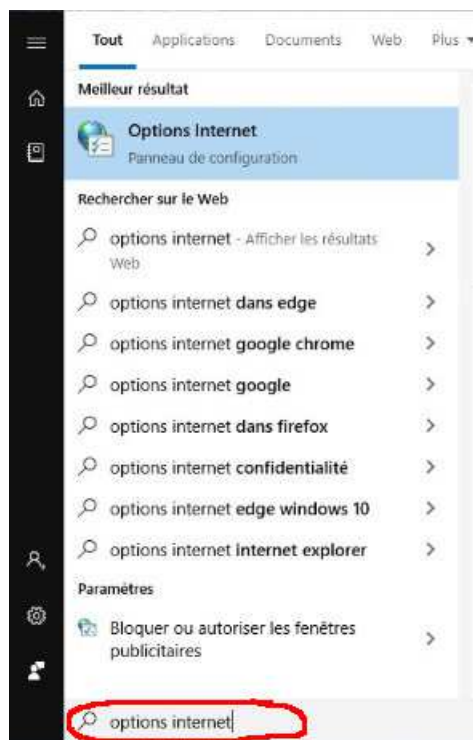 Tout Applications Documents Web Plus
Meilleur résultat
Options Internet
Panneau de configuration
Rechercher sur le Web
options internet - Afficher les résultats
Web
options internet dans edge
options internet google chrome
options internet google
options internet dans firefox
options internet confidentialité
options internet edge windows 10
options internet internet explorer
Paramètres
Bloquer ou autoriser les fenêtres
publicitaires
options internet